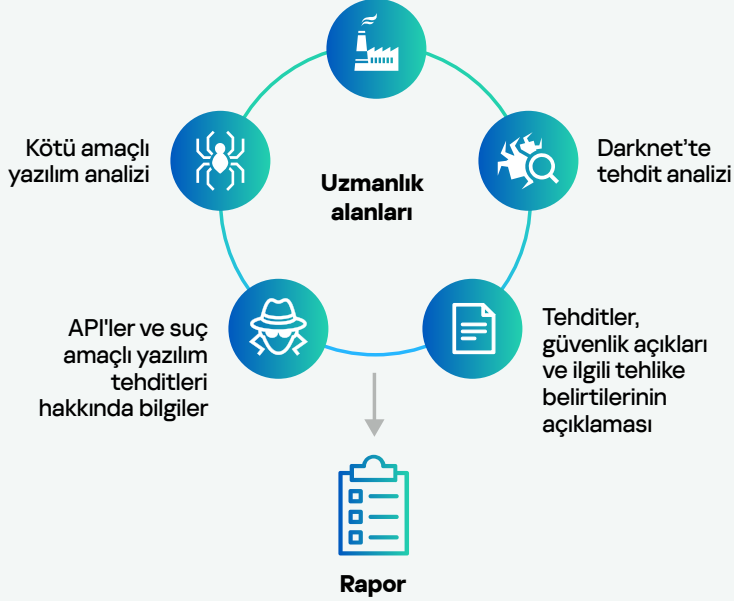 Kötü amaçlı
yazılım analizi
Uzmanlık
alanları
Darknet’te
tehdit analizi
API'ler ve suç
amaçlı yazılım
tehditleri
hakkında bilgiler
Tehditler,
güvenlik açıkları
ve ilgili tehlike
belirtilerinin
açıklaması
Rapor